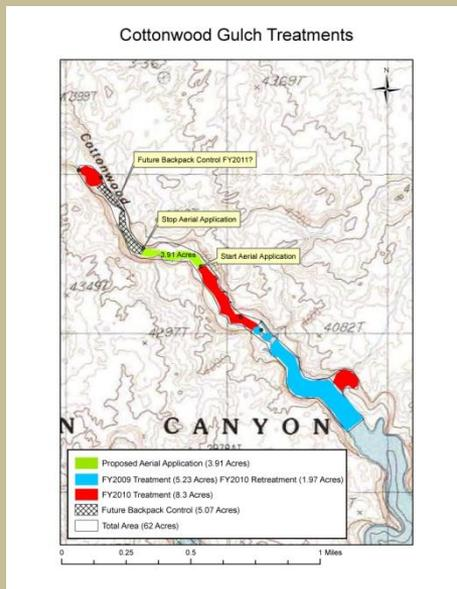 Cottonwood Gulch Treatments
N
4369T
Cottonwood
Future Backpack Control FY2011?
Stop Aerial Application
3.91 Acres
Start Aerial Application
4349T
4297T
4082T
N CANYON
Proposed Aerial Application (3.91 Acres)
FY2009 Treatment (5.23 Acres) FY2010 Retreatment (1.97 Acres)
FY2010 Treatment (8.3 Acres)
Future Backpack Control (5.07 Acres)
Total Area (62 Acres)
0 0.25 0.5 1 Miles